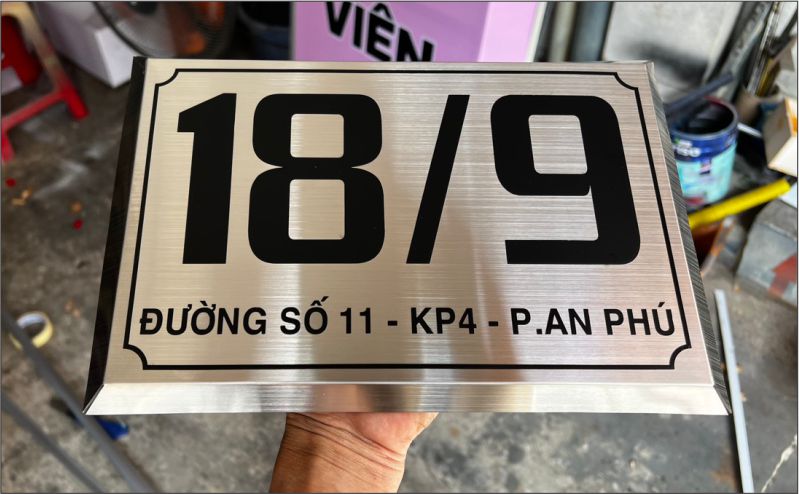 VIÊN
18/9
ĐƯỜNG SỐ 11 - KP4 - P.AN PHÚ